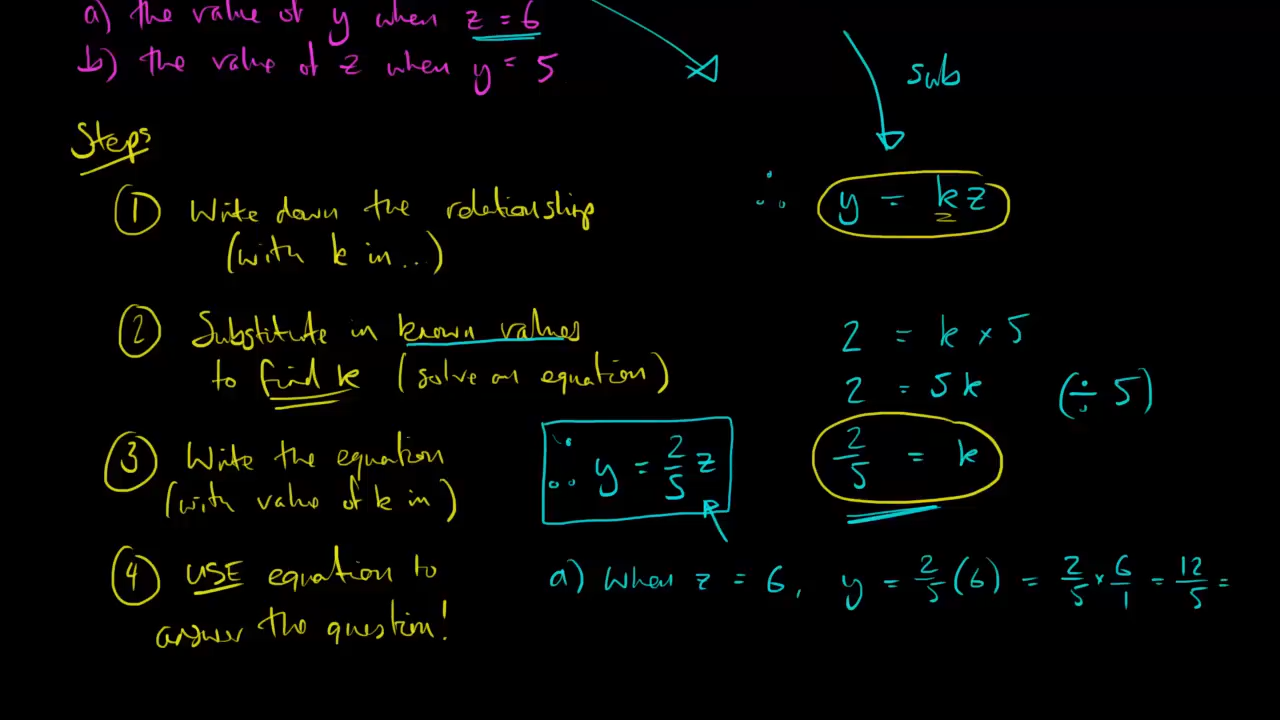 a) the value of y when z = 6
b) the value of z when y = 5
sub
Steps
① Write down the relationship
(with k in...)
∴ y = kz
② Substitute in known values
to find k (solve an equation)
2 = k × 5
2 = 5k (÷ 5)
2/5 = k
③ Write the equation
(with value of k in)
∴ y = 2/5 z
④ USE equation to
answer the question!
a) when z = 6, y = 2/5 (6) = 2/5 × 6/1 = 12/5 =